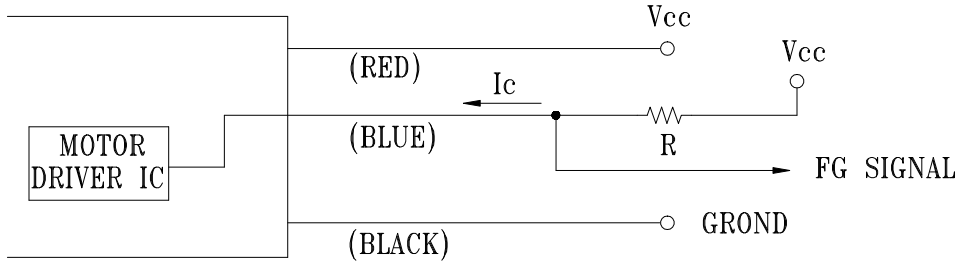 Vcc
(RED)
Vcc
Ic
(BLUE)
R
MOTOR
DRIVER IC
FG SIGNAL
(BLACK)
GROND